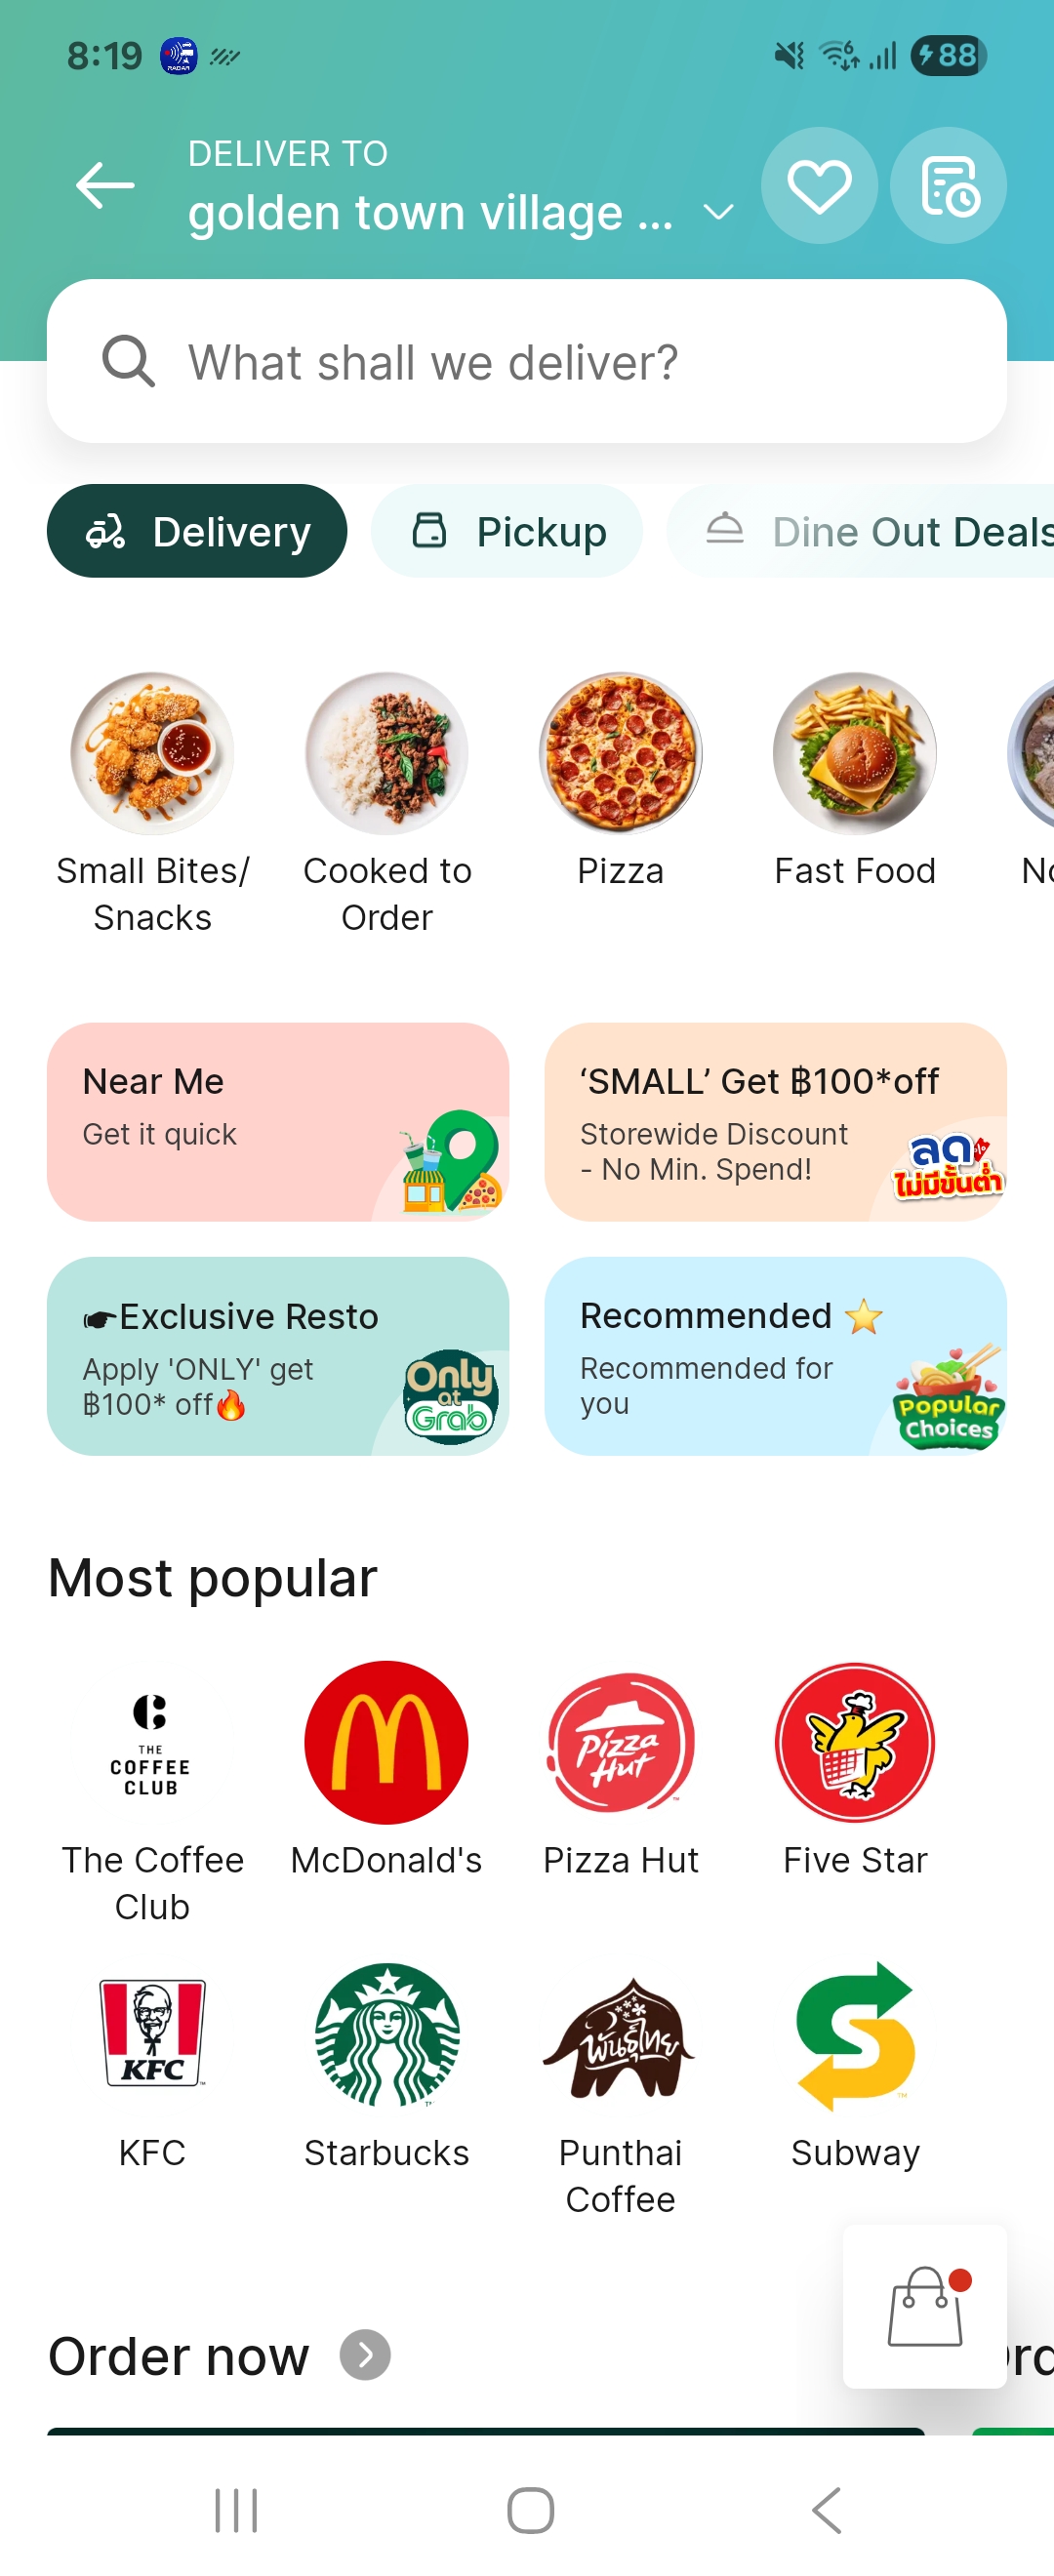 8:19
RADAR
6
88
DELIVER TO
golden town village ...
What shall we deliver?
Delivery
Pickup
Dine Out Deals
Small Bites/
Snacks
Cooked to
Order
Pizza
Fast Food
Near Me
Get it quick
‘SMALL’ Get ฿100*off
Storewide Discount
- No Min. Spend!
ลด%
ไม่มีขั้นต่ำ
☛Exclusive Resto
Apply 'ONLY' get
฿100* off🔥
Only
at
Grab
Recommended ⭐
Recommended for
you
Popular
Choices
Most popular
THE
COFFEE
CLUB
Pizza
Hut
The Coffee
Club
McDonald's
Pizza Hut
Five Star
KFC
พันธุ์ไทย
KFC
Starbucks
Punthai
Coffee
Subway
Order now